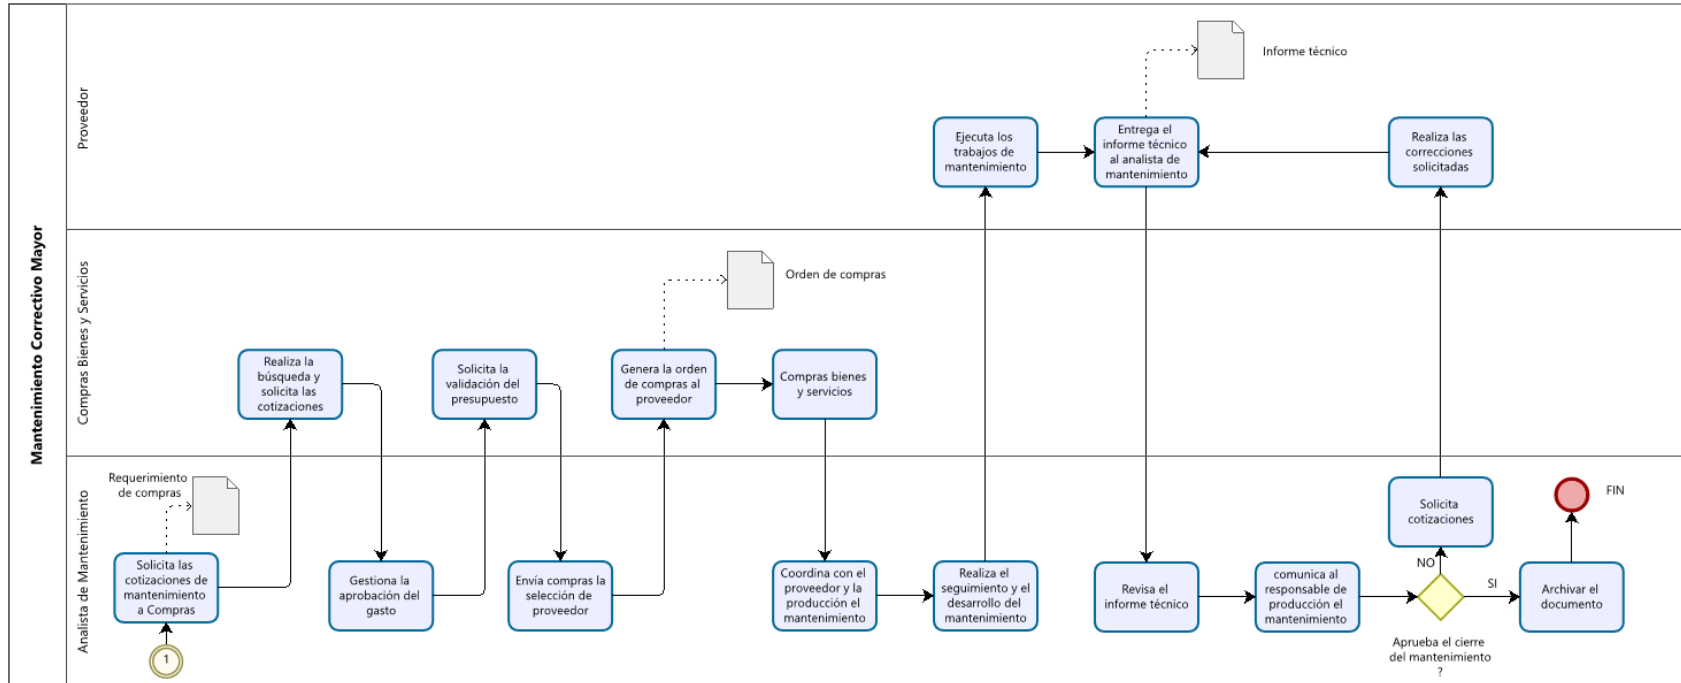 Mantenimiento Correctivo Mayor
Proveedor
Informe técnico
Ejecuta los
trabajos de
mantenimiento
Entrega el
informe técnico
al analista de
mantenimiento
Realiza las
correcciones
solicitadas
Compras Bienes y Servicios
Orden de compras
Realiza la
búsqueda y
solicita las
cotizaciones
Solicita la
validación del
presupuesto
Genera la orden
de compras al
proveedor
Compras bienes
y servicios
Analista de Mantenimiento
Requerimiento
de compras
Solicita las
cotizaciones de
mantenimiento
a Compras
1
Gestiona la
aprobación del
gasto
Envía compras la
selección de
proveedor
Coordina con el
proveedor y la
producción el
mantenimiento
Realiza el
seguimiento y el
desarrollo del
mantenimiento
Revisa el
informe técnico
comunica al
responsable de
producción el
mantenimiento
Solicita
cotizaciones
NO
SI
Aprueba el cierre
del mantenimiento
?
Archivar el
documento
FIN